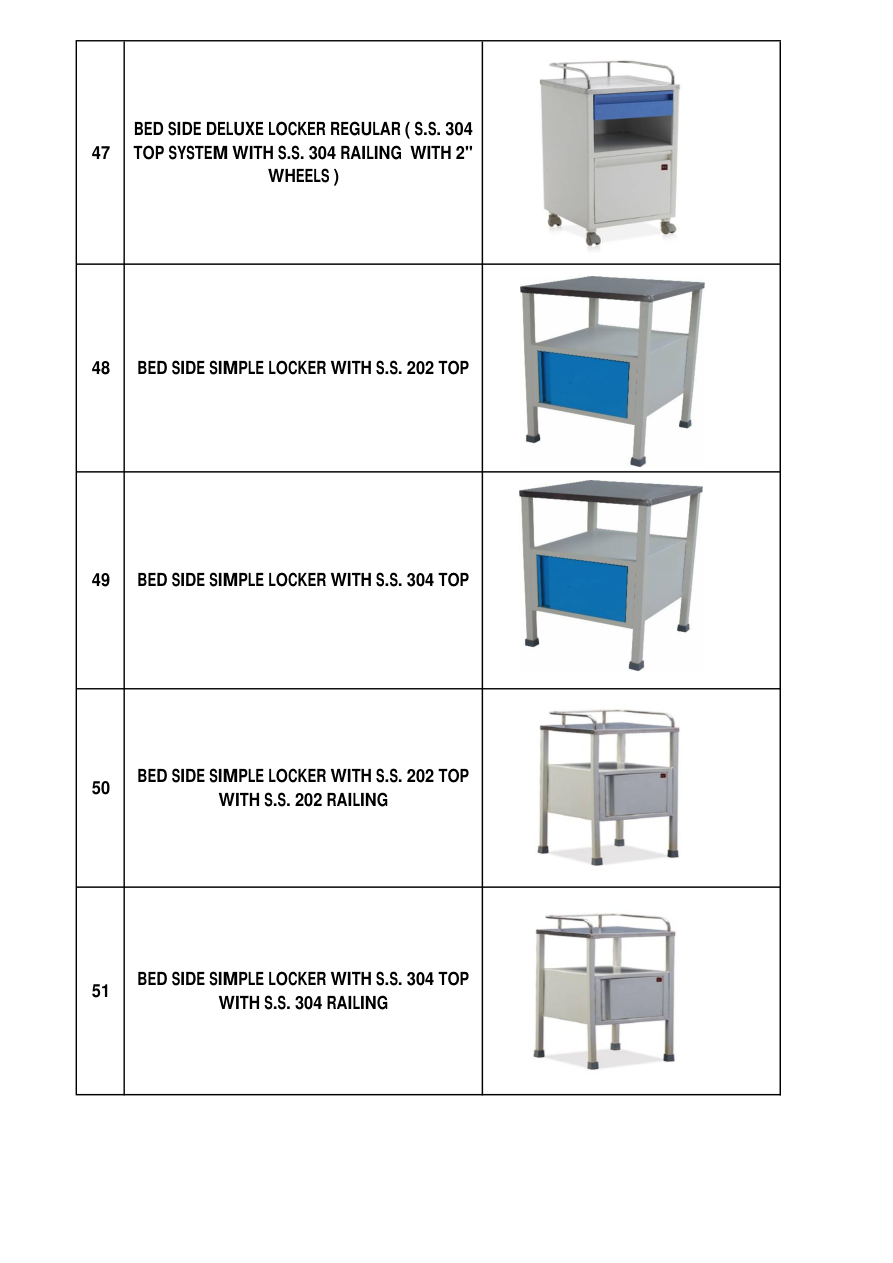 47
BED SIDE DELUXE LOCKER REGULAR ( S.S. 304
TOP SYSTEM WITH S.S. 304 RAILING WITH 2"
WHEELS )
48
BED SIDE SIMPLE LOCKER WITH S.S. 202 TOP
49
BED SIDE SIMPLE LOCKER WITH S.S. 304 TOP
50
BED SIDE SIMPLE LOCKER WITH S.S. 202 TOP
WITH S.S. 202 RAILING
51
BED SIDE SIMPLE LOCKER WITH S.S. 304 TOP
WITH S.S. 304 RAILING